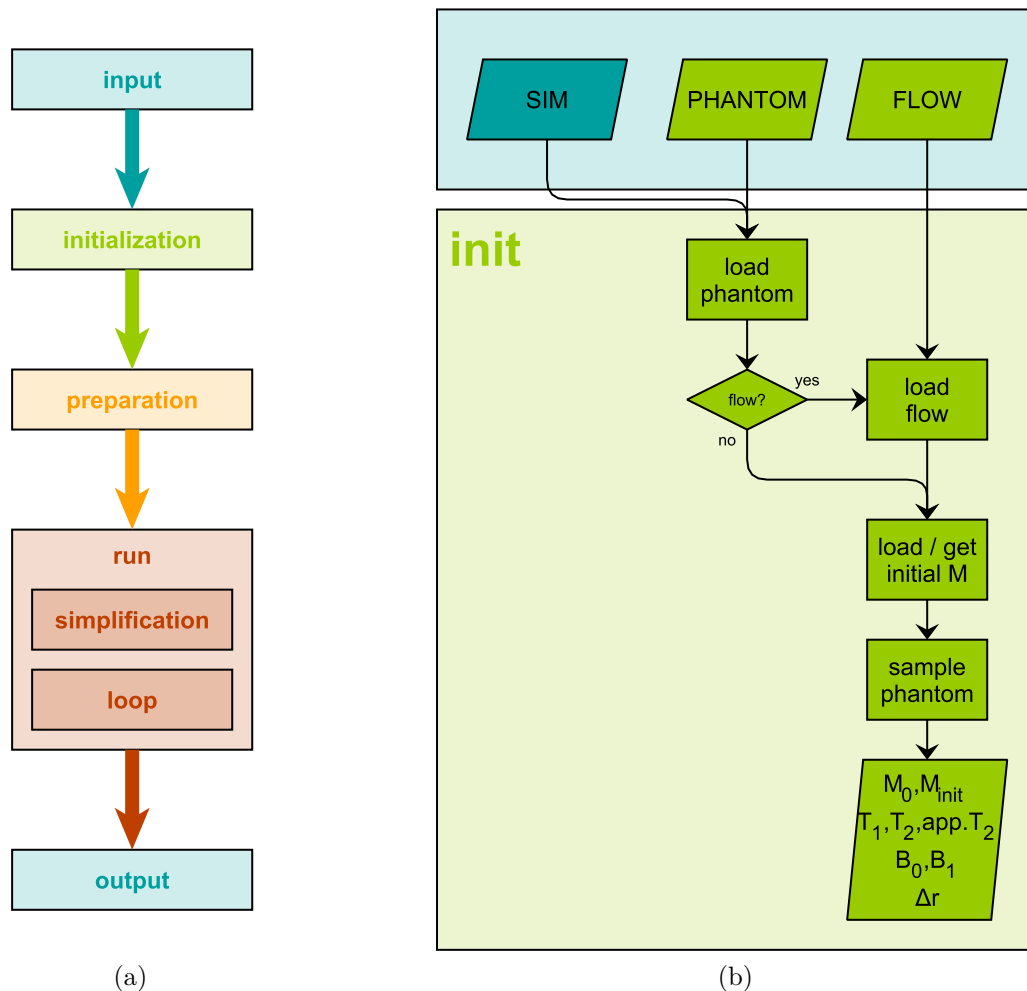 input
initialization
preparation
run
simplification
loop
output
(a)
SIM
PHANTOM
FLOW
init
load
phantom
flow?
yes
no
load
flow
load / get
initial M
sample
phantom
M₀,M_init
T₁,T₂,app.T₂
B₀,B₁
Δr
(b)